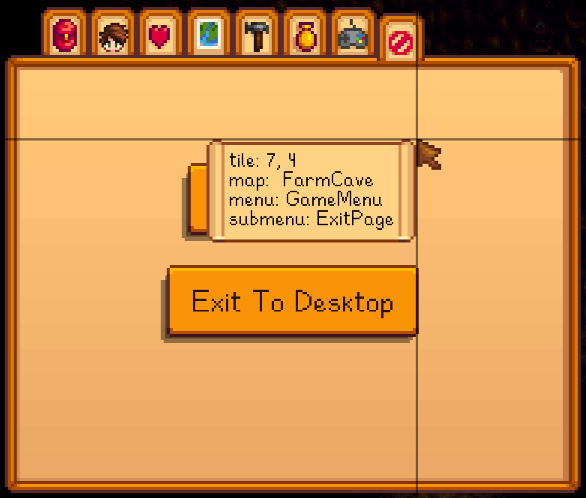 tile: 7, 4
map: FarmCave
menu: GameMenu
submenu: ExitPage
Exit To Desktop